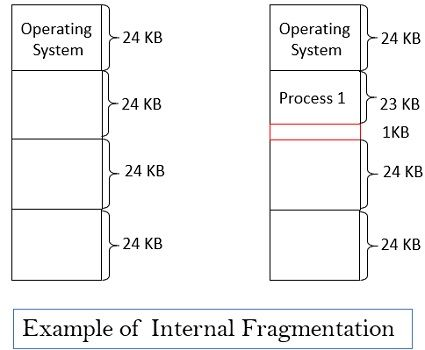 Operating
System
24 KB
24 KB
24 KB
24 KB
Operating
System
24 KB
Process 1
23 KB
1KB
24 KB
24 KB
Example of Internal Fragmentation